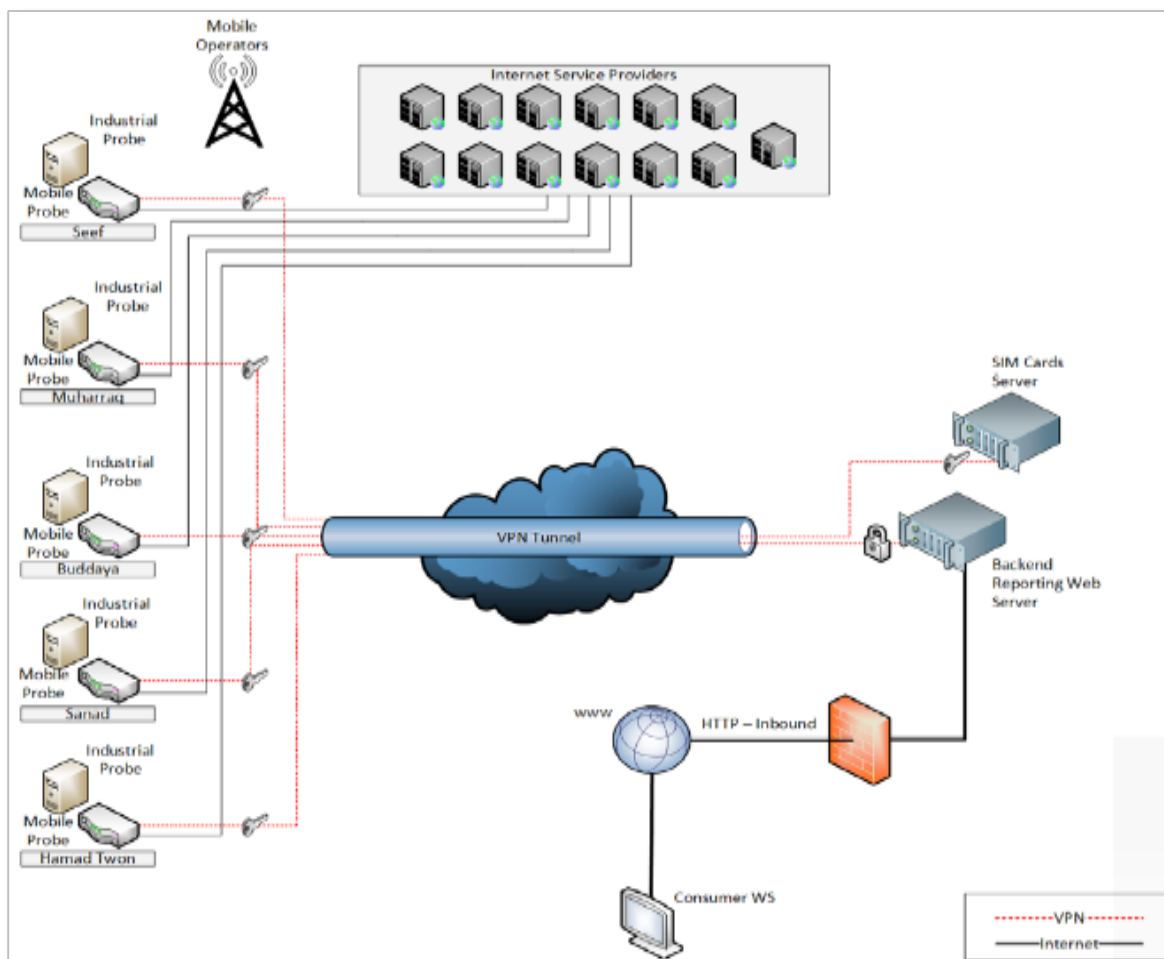 Mobile
Operators
Internet Service Providers
Industrial
Probe
Mobile
Probe
Seef
Industrial
Probe
Mobile
Probe
Muharraq
Industrial
Probe
Mobile
Probe
Buddaya
Industrial
Probe
Mobile
Probe
Sanad
Industrial
Probe
Mobile
Probe
Hamad Twon
VPN Tunnel
SIM Cards
Server
Backend
Reporting Web
Server
www
HTTP – Inbound
Consumer WS
VPN
Internet